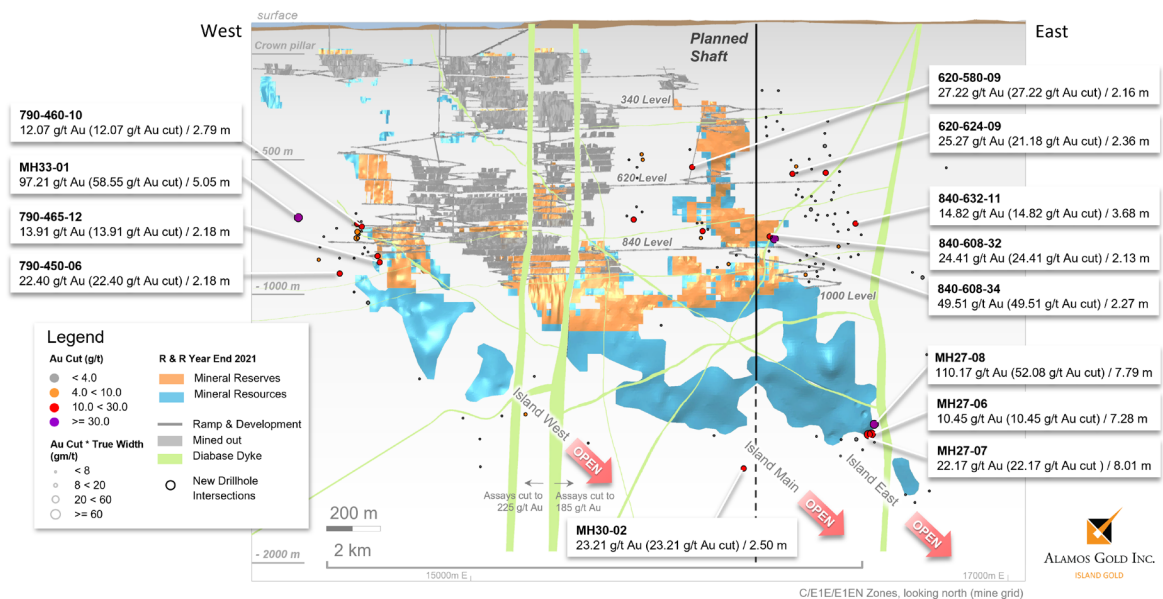 surface
West
East
Crown pillar
Planned
Shaft
340 Level
- 500 m
620 Level
840 Level
- 1000 m
1000 Level
- 2000 m
790-460-10
12.07 g/t Au (12.07 g/t Au cut) / 2.79 m
MH33-01
97.21 g/t Au (58.55 g/t Au cut) / 5.05 m
790-465-12
13.91 g/t Au (13.91 g/t Au cut) / 2.18 m
790-450-06
22.40 g/t Au (22.40 g/t Au cut) / 2.18 m
620-580-09
27.22 g/t Au (27.22 g/t Au cut) / 2.16 m
620-624-09
25.27 g/t Au (21.18 g/t Au cut) / 2.36 m
840-632-11
14.82 g/t Au (14.82 g/t Au cut) / 3.68 m
840-608-32
24.41 g/t Au (24.41 g/t Au cut) / 2.13 m
840-608-34
49.51 g/t Au (49.51 g/t Au cut) / 2.27 m
MH27-08
110.17 g/t Au (52.08 g/t Au cut) / 7.79 m
MH27-06
10.45 g/t Au (10.45 g/t Au cut) / 7.28 m
MH27-07
22.17 g/t Au (22.17 g/t Au cut ) / 8.01 m
MH30-02
23.21 g/t Au (23.21 g/t Au cut) / 2.50 m
Legend
Au Cut (g/t)
< 4.0
4.0 < 10.0
10.0 < 30.0
>= 30.0
Au Cut * True Width
(gm/t)
< 8
8 < 20
20 < 60
>= 60
R & R Year End 2021
Mineral Reserves
Mineral Resources
Ramp & Development
Mined out
Diabase Dyke
New Drillhole
Intersections
Island West
OPEN
Island Main
OPEN
Island East
OPEN
Assays cut to
225 g/t Au
Assays cut to
185 g/t Au
200 m
2 km
15000m E
17000m E
C/E1E/E1EN Zones, looking north (mine grid)
ALAMOS GOLD INC.
ISLAND GOLD